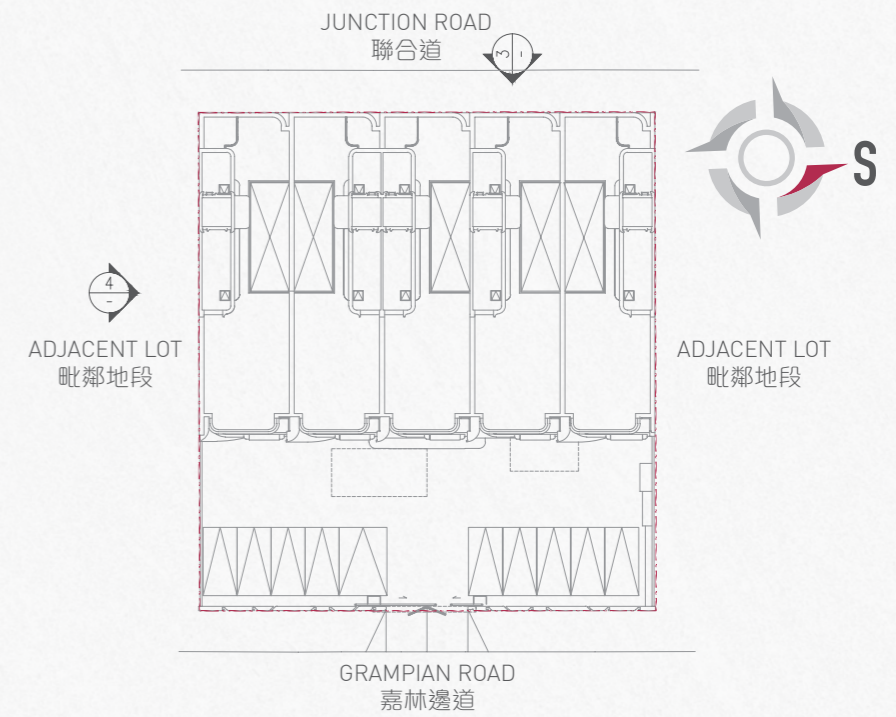 JUNCTION ROAD
聯合道
3
-
S
4
-
ADJACENT LOT
毗鄰地段
ADJACENT LOT
毗鄰地段
GRAMPIAN ROAD
嘉林邊道